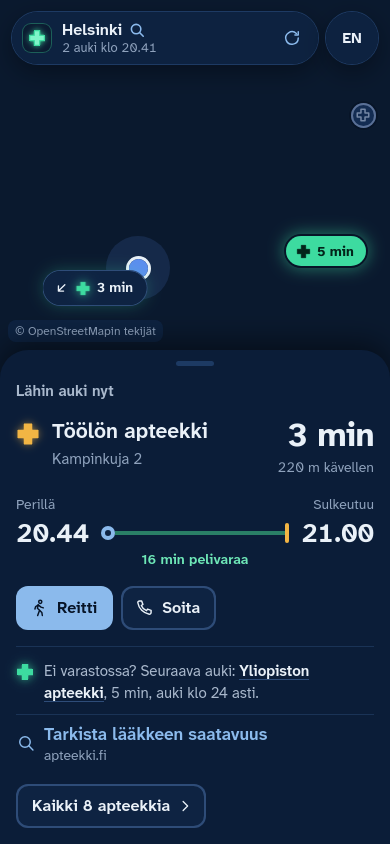 Helsinki
2 auki klo 20.41
EN
5 min
3 min
© OpenStreetMapin tekijät
Lähin auki nyt
Töölön apteekki
Kampinkuja 2
3 min
220 m kävellen
Perillä
Sulkeutuu
20.44
21.00
16 min pelivaraa
Reitti
Soita
Ei varastossa? Seuraava auki: Yliopiston
apteekki, 5 min, auki klo 24 asti.
Tarkista lääkkeen saatavuus
apteekki.fi
Kaikki 8 apteekkia